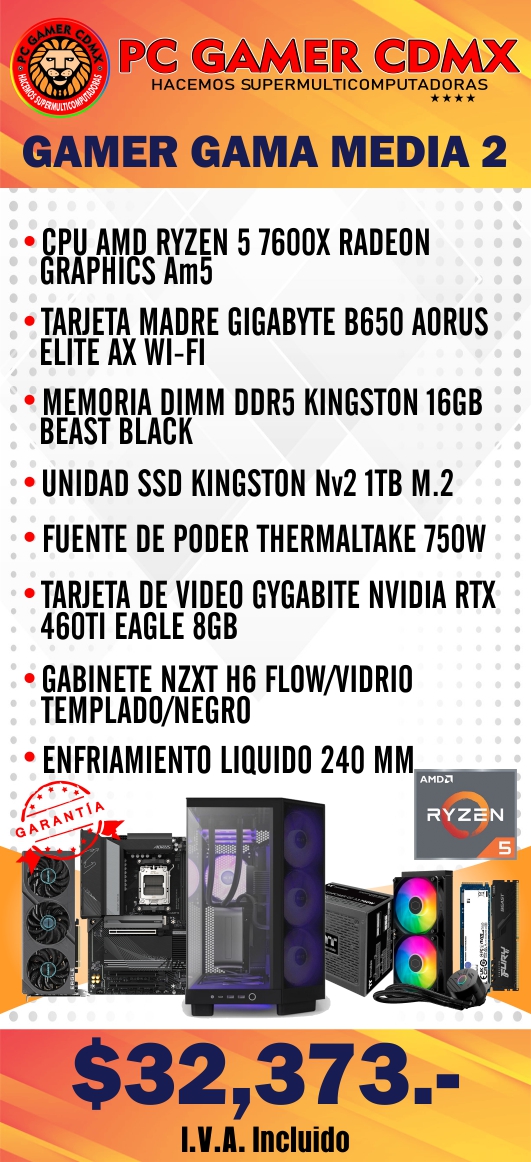 PC GAMER CDMX
HACEMOS SUPERMULTICOMPUTADORAS
PC GAMER CDMX
HACEMOS SUPERMULTICOMPUTADORAS
GAMER GAMA MEDIA 2
• CPU AMD RYZEN 5 7600X RADEON
GRAPHICS Am5
• TARJETA MADRE GIGABYTE B650 AORUS
ELITE AX WI-FI
• MEMORIA DIMM DDR5 KINGSTON 16GB
BEAST BLACK
• UNIDAD SSD KINGSTON Nv2 1TB M.2
• FUENTE DE PODER THERMALTAKE 750W
• TARJETA DE VIDEO GYGABITE NVIDIA RTX
460TI EAGLE 8GB
• GABINETE NZXT H6 FLOW/VIDRIO
TEMPLADO/NEGRO
• ENFRIAMIENTO LIQUIDO 240 MM
GARANTÍA
AMD
RYZEN
5
FURY
$32,373.-
I.V.A. Incluido